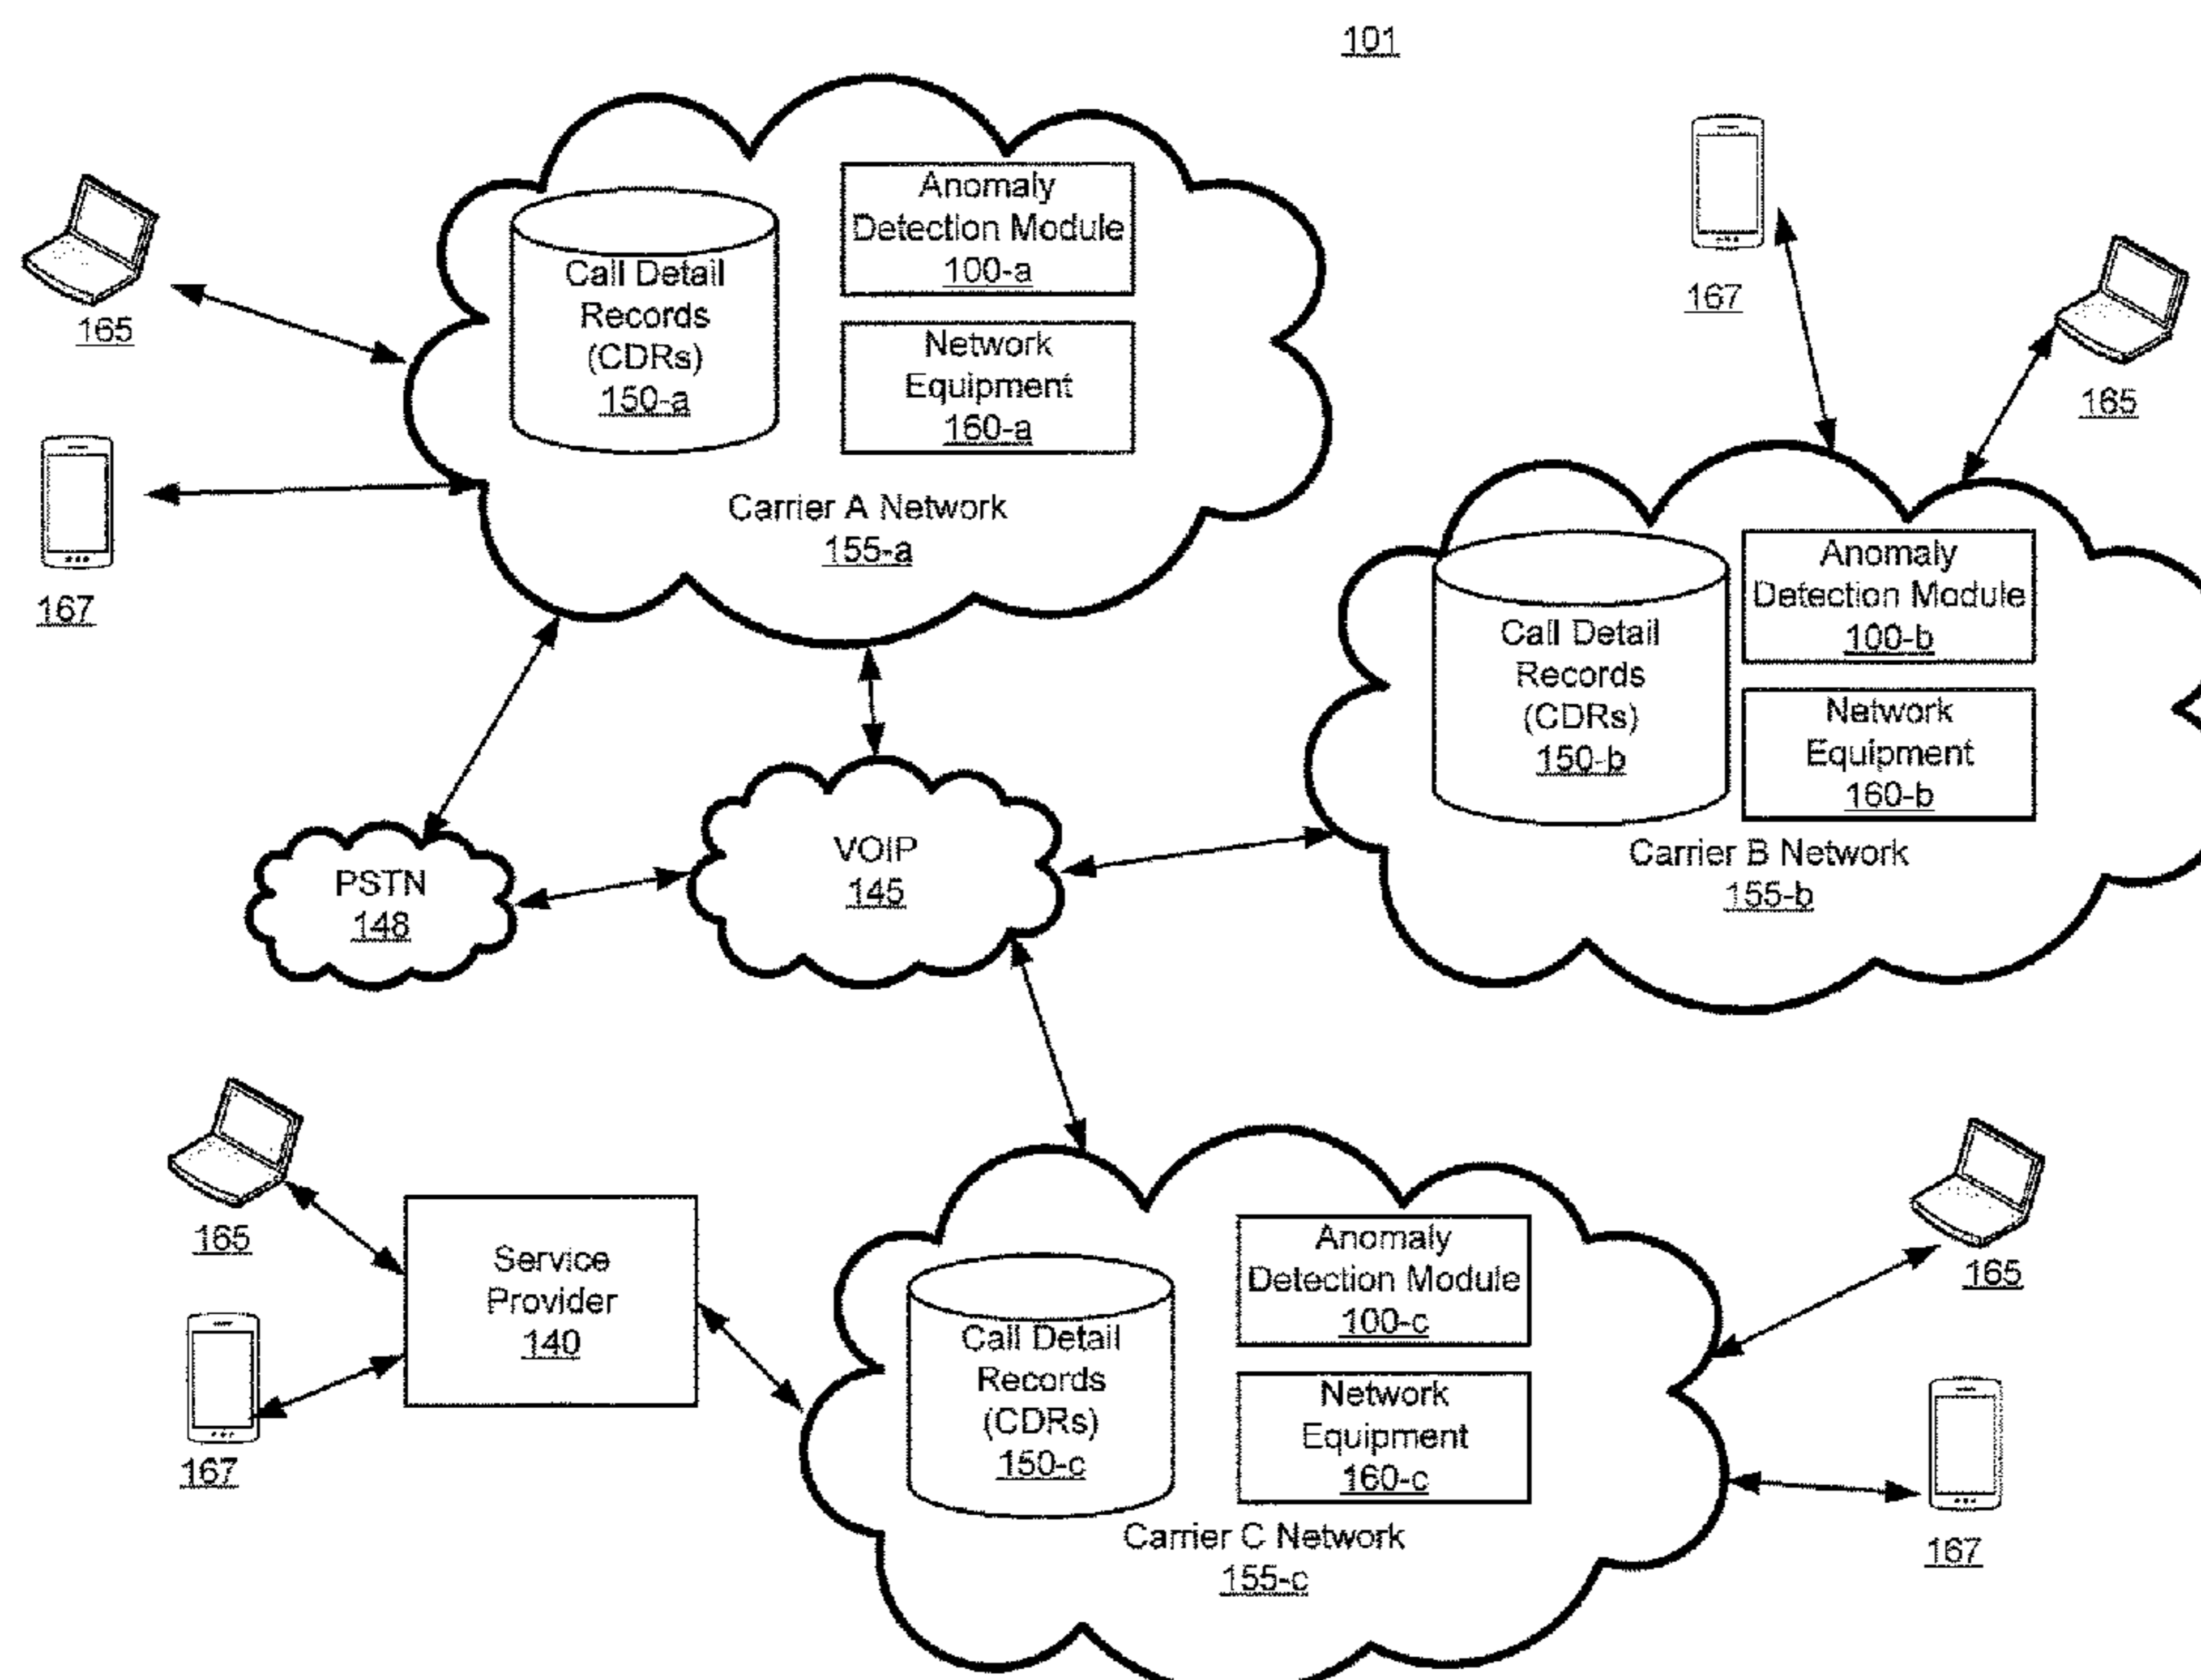 101
Anomaly
Detection Module
100-a
Call Detail
Records
(CDRs)
150-a
Network
Equipment
160-a
Carrier A Network
155-a
165
167
167
165
Anomaly
Detection Module
100-b
Call Detail
Records
(CDRs)
150-b
Network
Equipment
160-b
Carrier B Network
155-b
VOIP
145
PSTN
148
165
Service
Provider
140
167
Anomaly
Detection Module
100-c
Call Detail
Records
(CDRs)
150-c
Network
Equipment
160-c
Carrier C Network
155-c
165
167